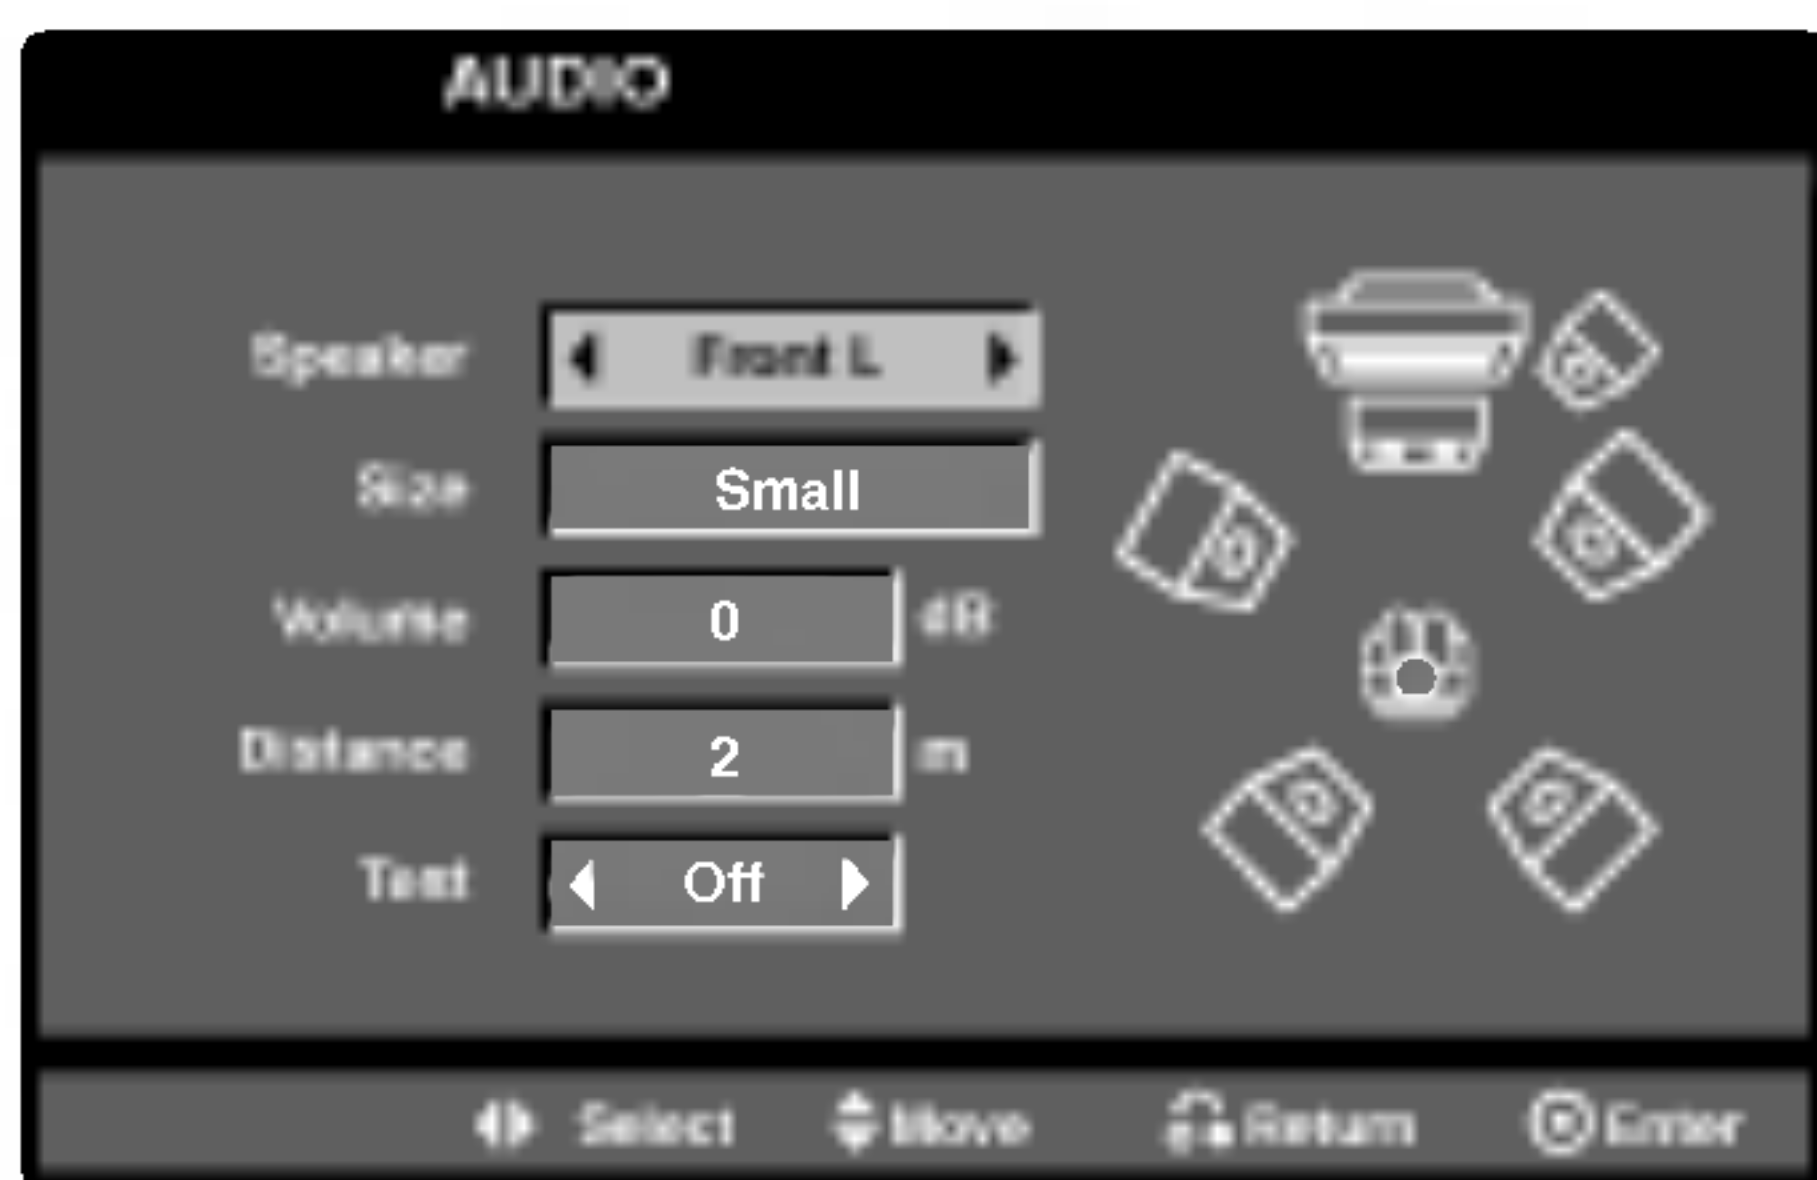 AUDIO
Speaker Front L
Size Small
Volume 0 dB
Distance 2 m
Test Off
Select Move Return Enter